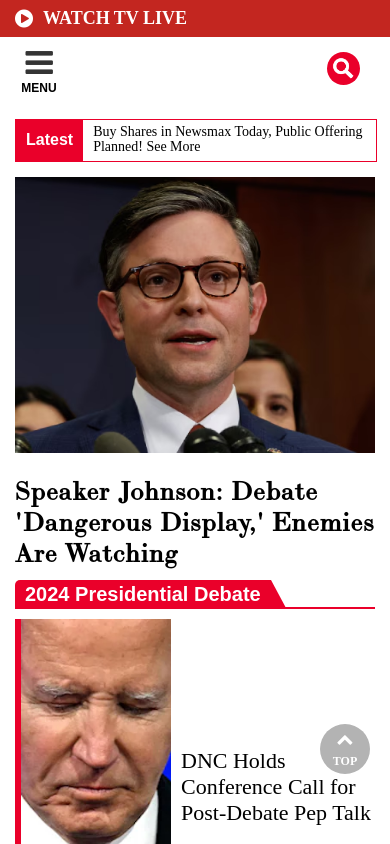 WATCH TV LIVE
MENU
Latest
Buy Shares in Newsmax Today, Public Offering
Planned! See More
Speaker Johnson: Debate
'Dangerous Display,' Enemies
Are Watching
2024 Presidential Debate
DNC Holds
Conference Call for
Post-Debate Pep Talk
TOP